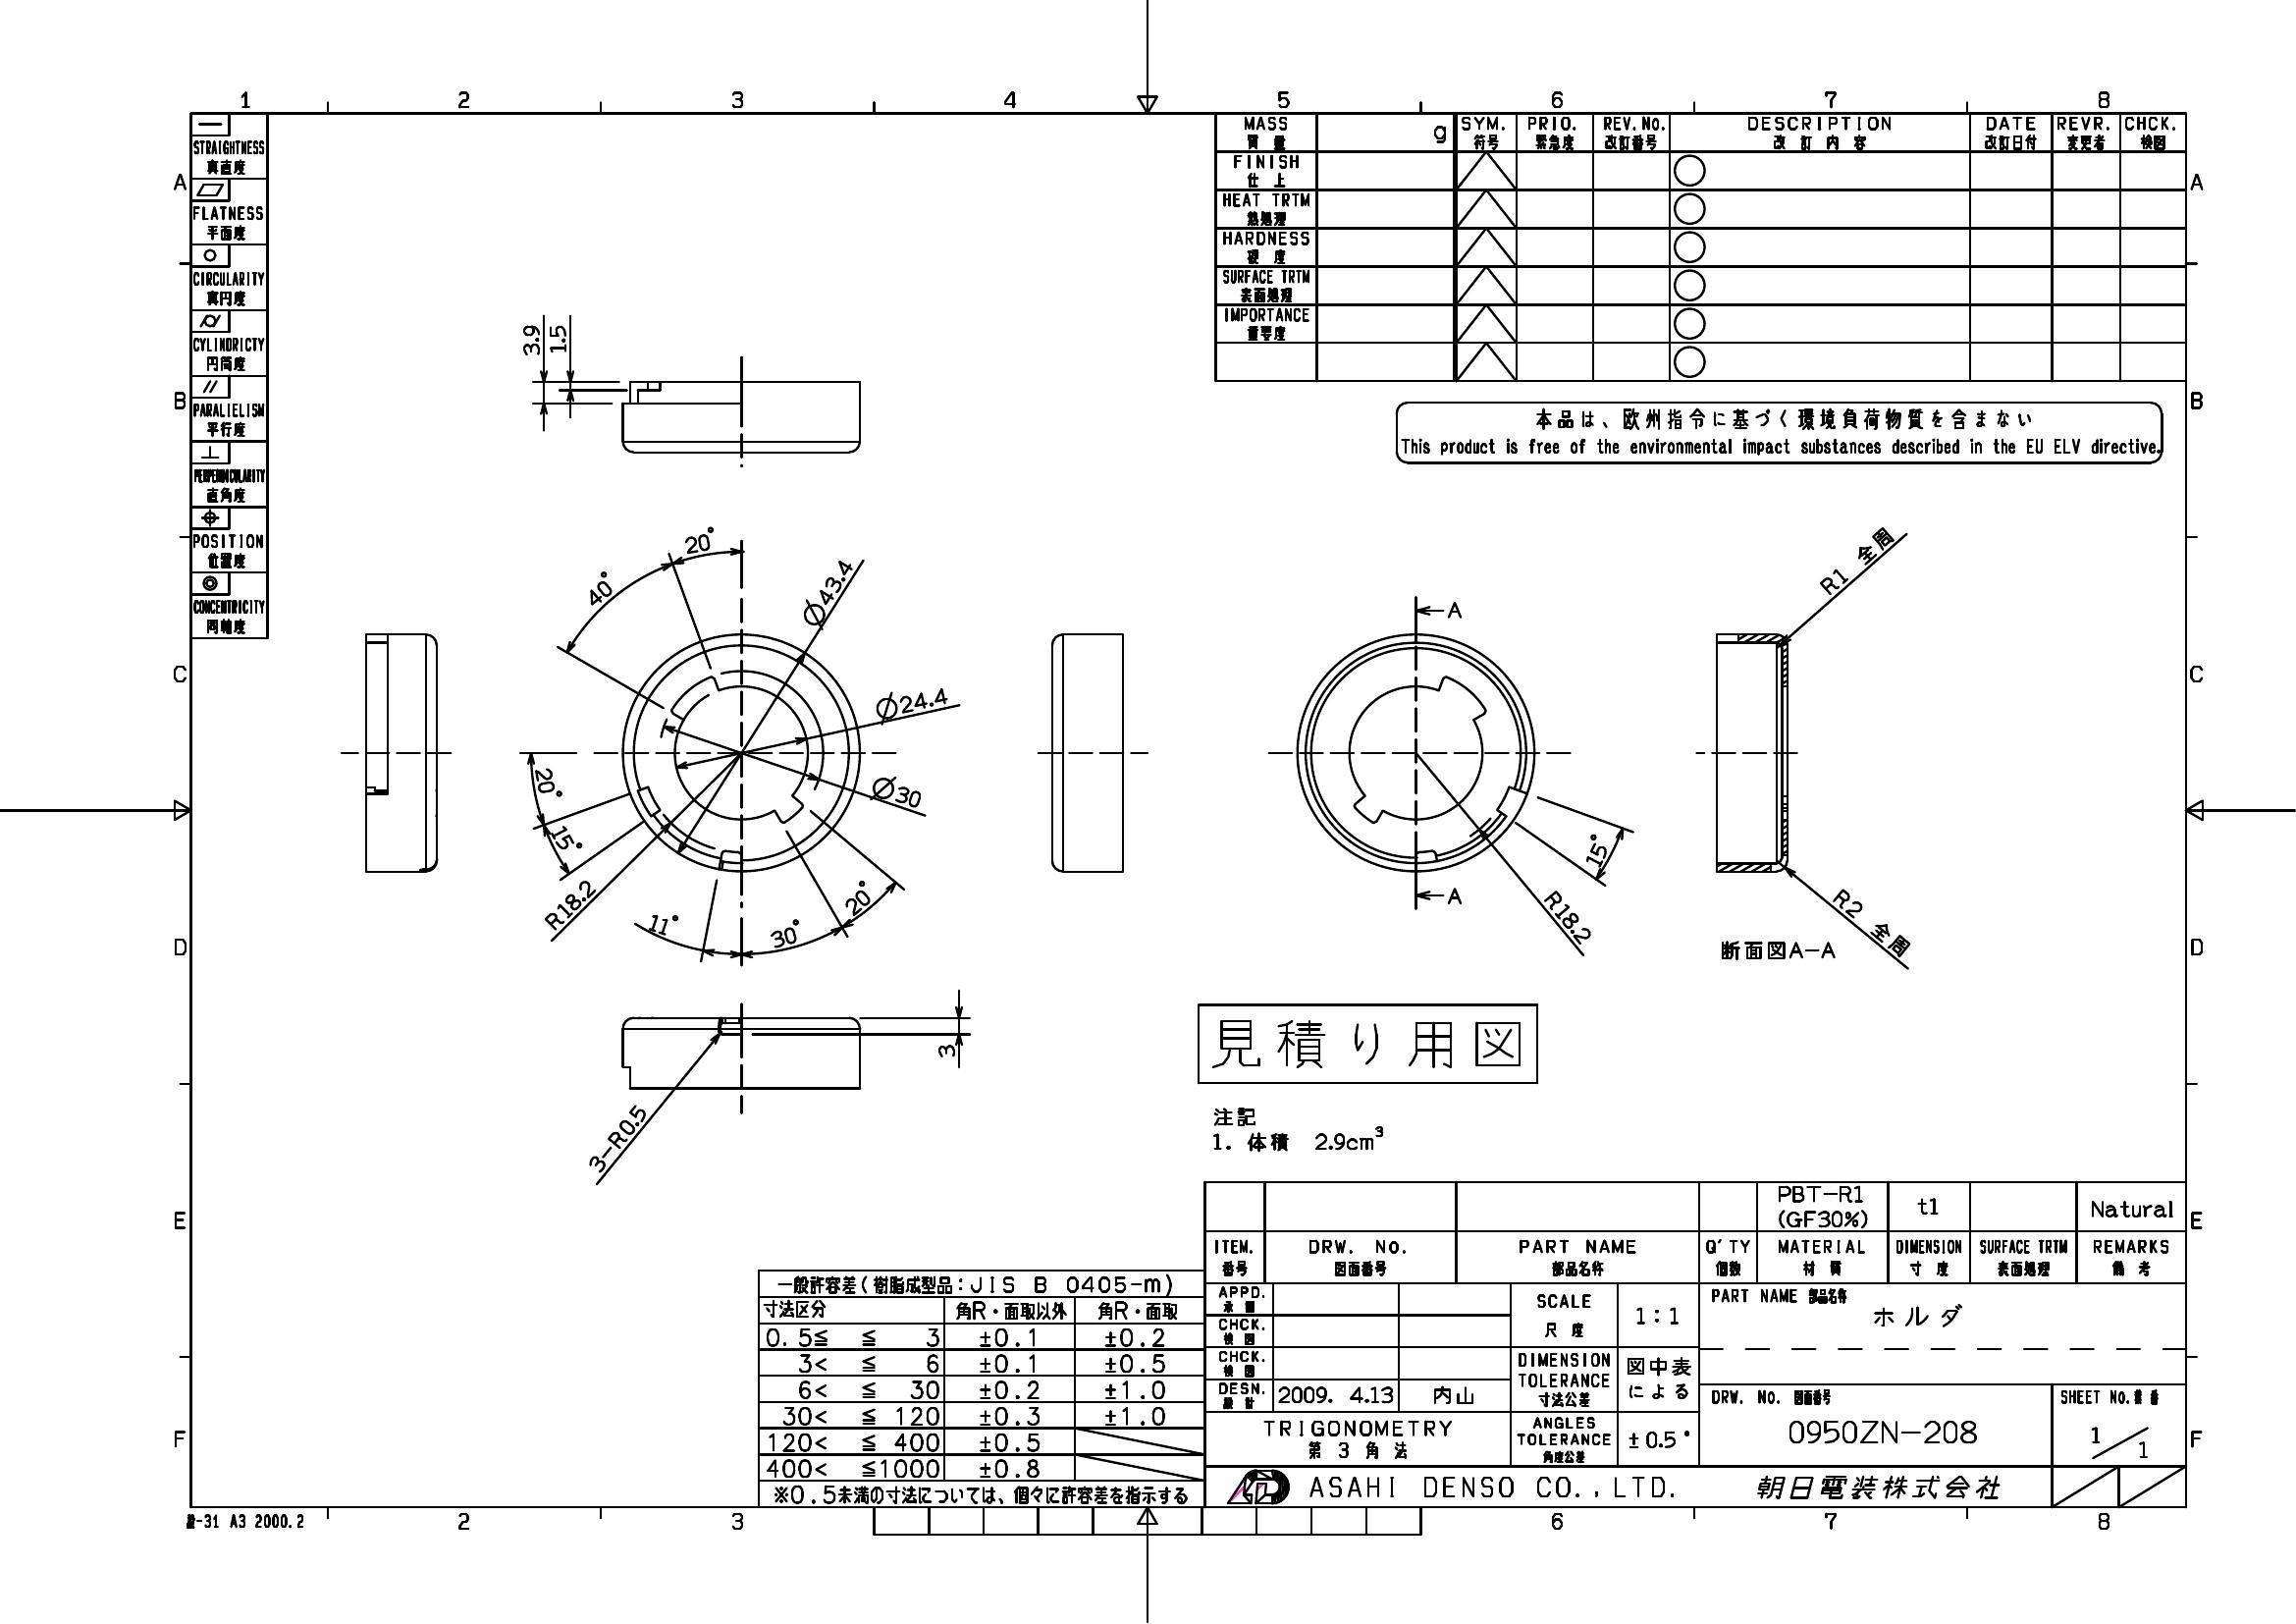 1 2 3 4 5 6 7 8
A
B
C
D
E
F
STRAIGHTNESS
真直度
FLATNESS
平面度
CIRCULARITY
真円度
CYLINDRICTY
円筒度
PARALIELISM
平行度
PERPENDICULARITY
直角度
POSITION
位置度
CONCENTRICITY
同軸度
MASS
質量
g
FINISH
仕上
HEAT TRTM
熱処理
HARDNESS
硬度
SURFACE TRTM
表面処理
IMPORTANCE
重要度
SYM. PRIO. REV.No. DESCRIPTION DATE REVR. CHCK.
符号 緊急度 改訂番号 改訂内容 改訂日付 変更者 検図
A
B
C
D
E
F
本品は、欧州指令に基づく環境負荷物質を含まない
This product is free of the environmental impact substances described in the EU ELV directive.
3.9
1.5
20°
40°
Ø43.4
Ø24.4
Ø30
20°
15°
R18.2
11°
30°
20°
A
A
15°
R18.2
R1 全周
R2 全周
断面図A-A
3
3-R0.5
見積り用図
注記
1. 体積 2.9cm³
PBT-R1
(GF30%)
t1
Natural
ITEM. DRW. No. PART NAME Q'TY MATERIAL DIMENSION SURFACE TRTM REMARKS
番号 図面番号 部品名称 個数 材質 寸度 表面処理 備考
一般許容差(樹脂成型品:JIS B 0405-m)
寸法区分 角R・面取以外 角R・面取
0.5≦ ≦ 3 ±0.1 ±0.2
3< ≦ 6 ±0.1 ±0.5
6< ≦ 30 ±0.2 ±1.0
30< ≦ 120 ±0.3 ±1.0
120< ≦ 400 ±0.5
400< ≦1000 ±0.8
※0.5未満の寸法については、個々に許容差を指示する
APPD.
承認
CHCK.
検図
CHCK.
検図
DESN.
設計
2009. 4.13 内山
SCALE
尺度
1:1
DIMENSION
TOLERANCE
寸法公差
図中表
による
TRIGONOMETRY
第3角法
ANGLES
TOLERANCE
角度公差
±0.5°
PART NAME 部品名称
ホルダ
DRW. No. 図面番号
0950ZN-208
SHEET No.葉番
1/1
ASAHI DENSO CO.,LTD. 朝日電装株式会社
-31 A3 2000.2
2 3 6 7 8